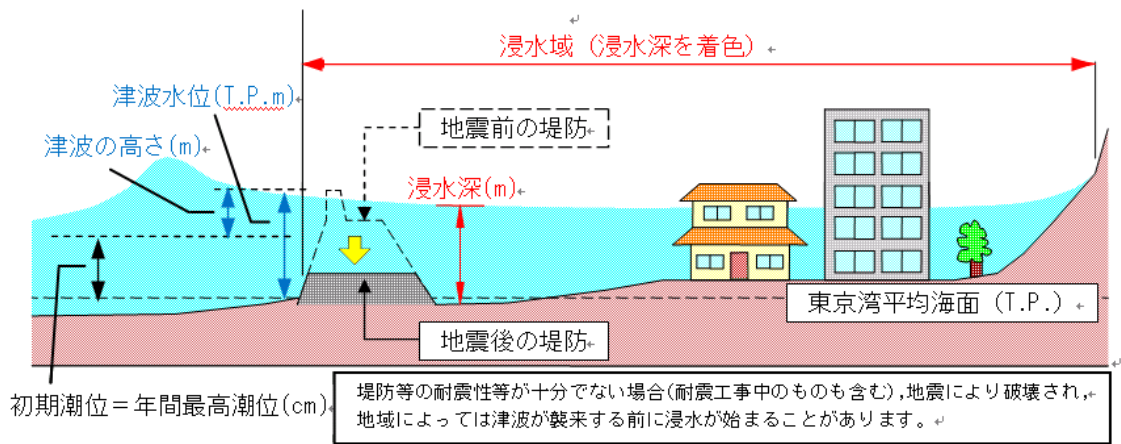 浸水域 (浸水深を着色)
津波水位(T.P.m)
地震前の堤防
津波の高さ(m)
浸水深(m)
東京湾平均海面 (T.P.)
地震後の堤防
初期潮位＝年間最高潮位(cm)
堤防等の耐震性等が十分でない場合(耐震工事中のものも含む),地震により破壊され,
地域によっては津波が襲来する前に浸水が始まることがあります。